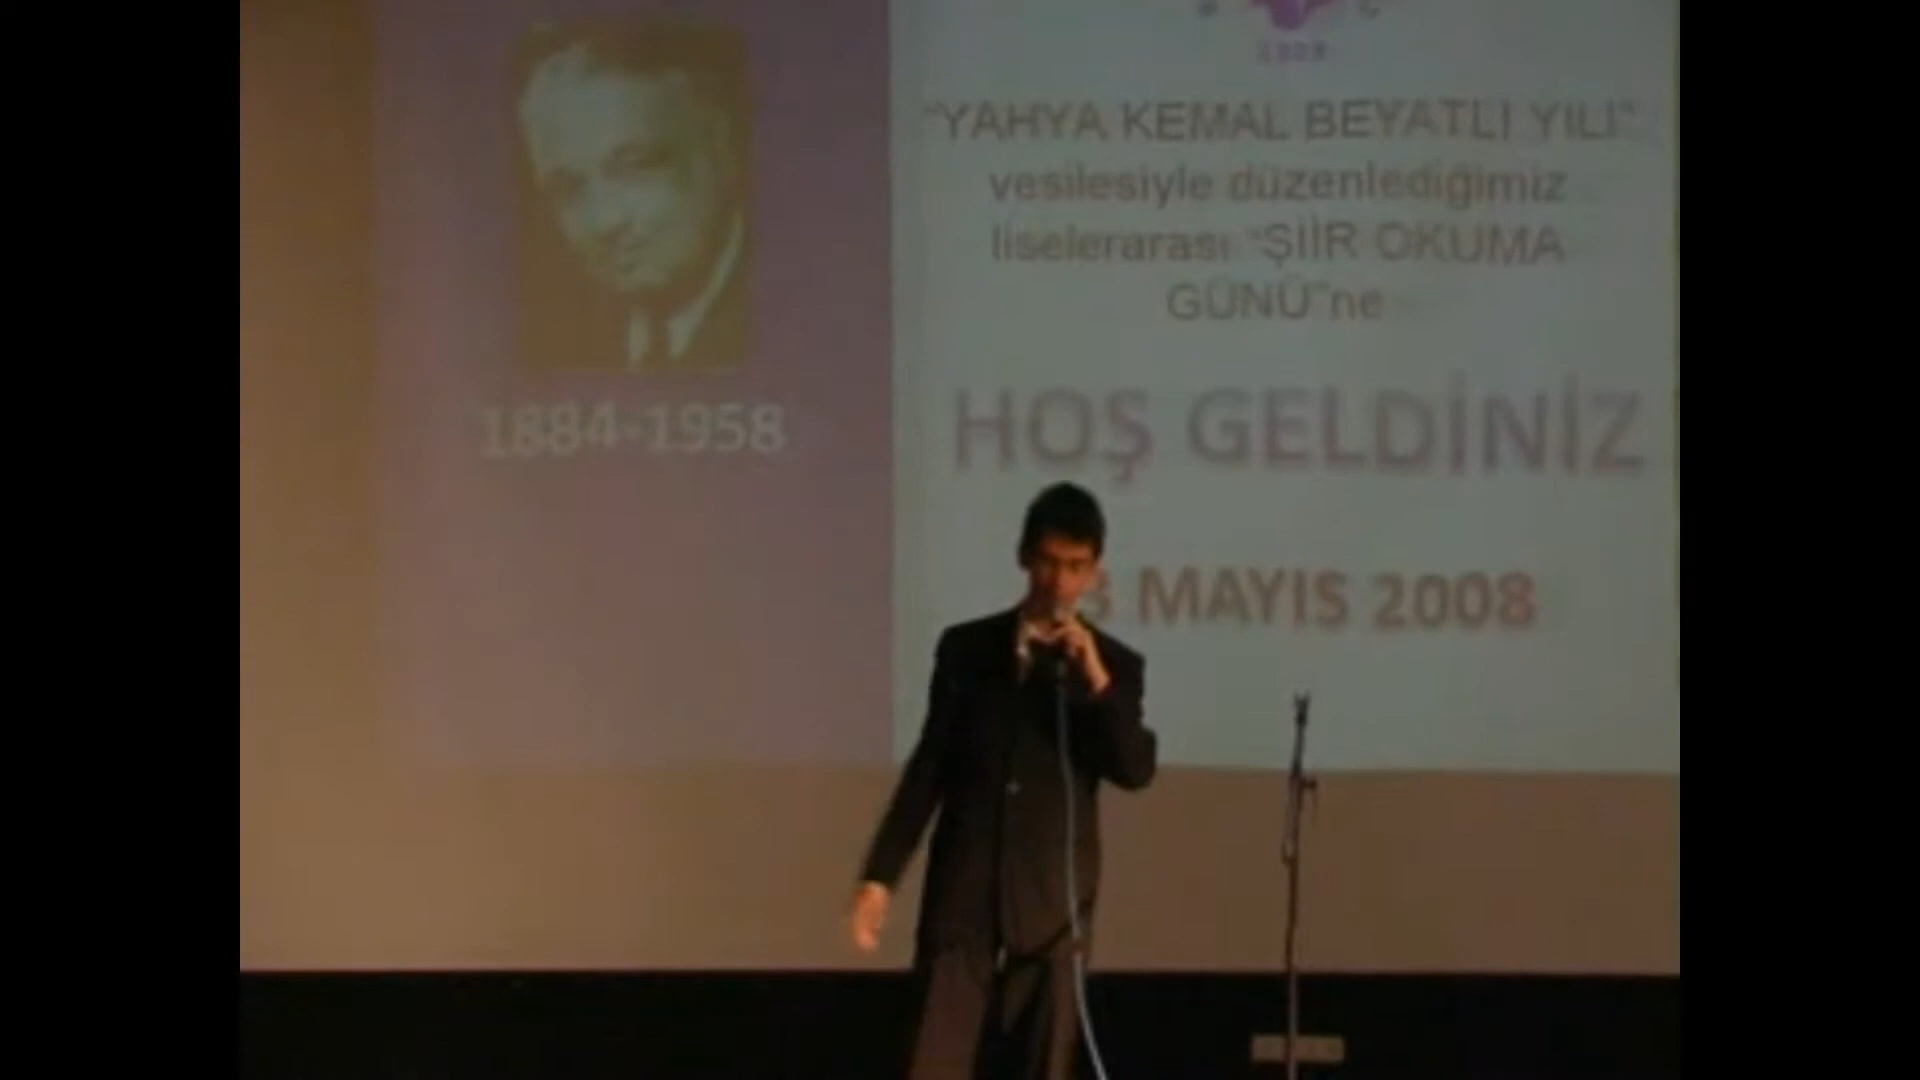 1884-1958
"YAHYA KEMAL BEYATLI YILI"
vesilesiyle düzenlediğimiz
liselerarası "ŞİİR OKUMA
GÜNÜ"ne
HOŞ GELDİNİZ
MAYIS 2008